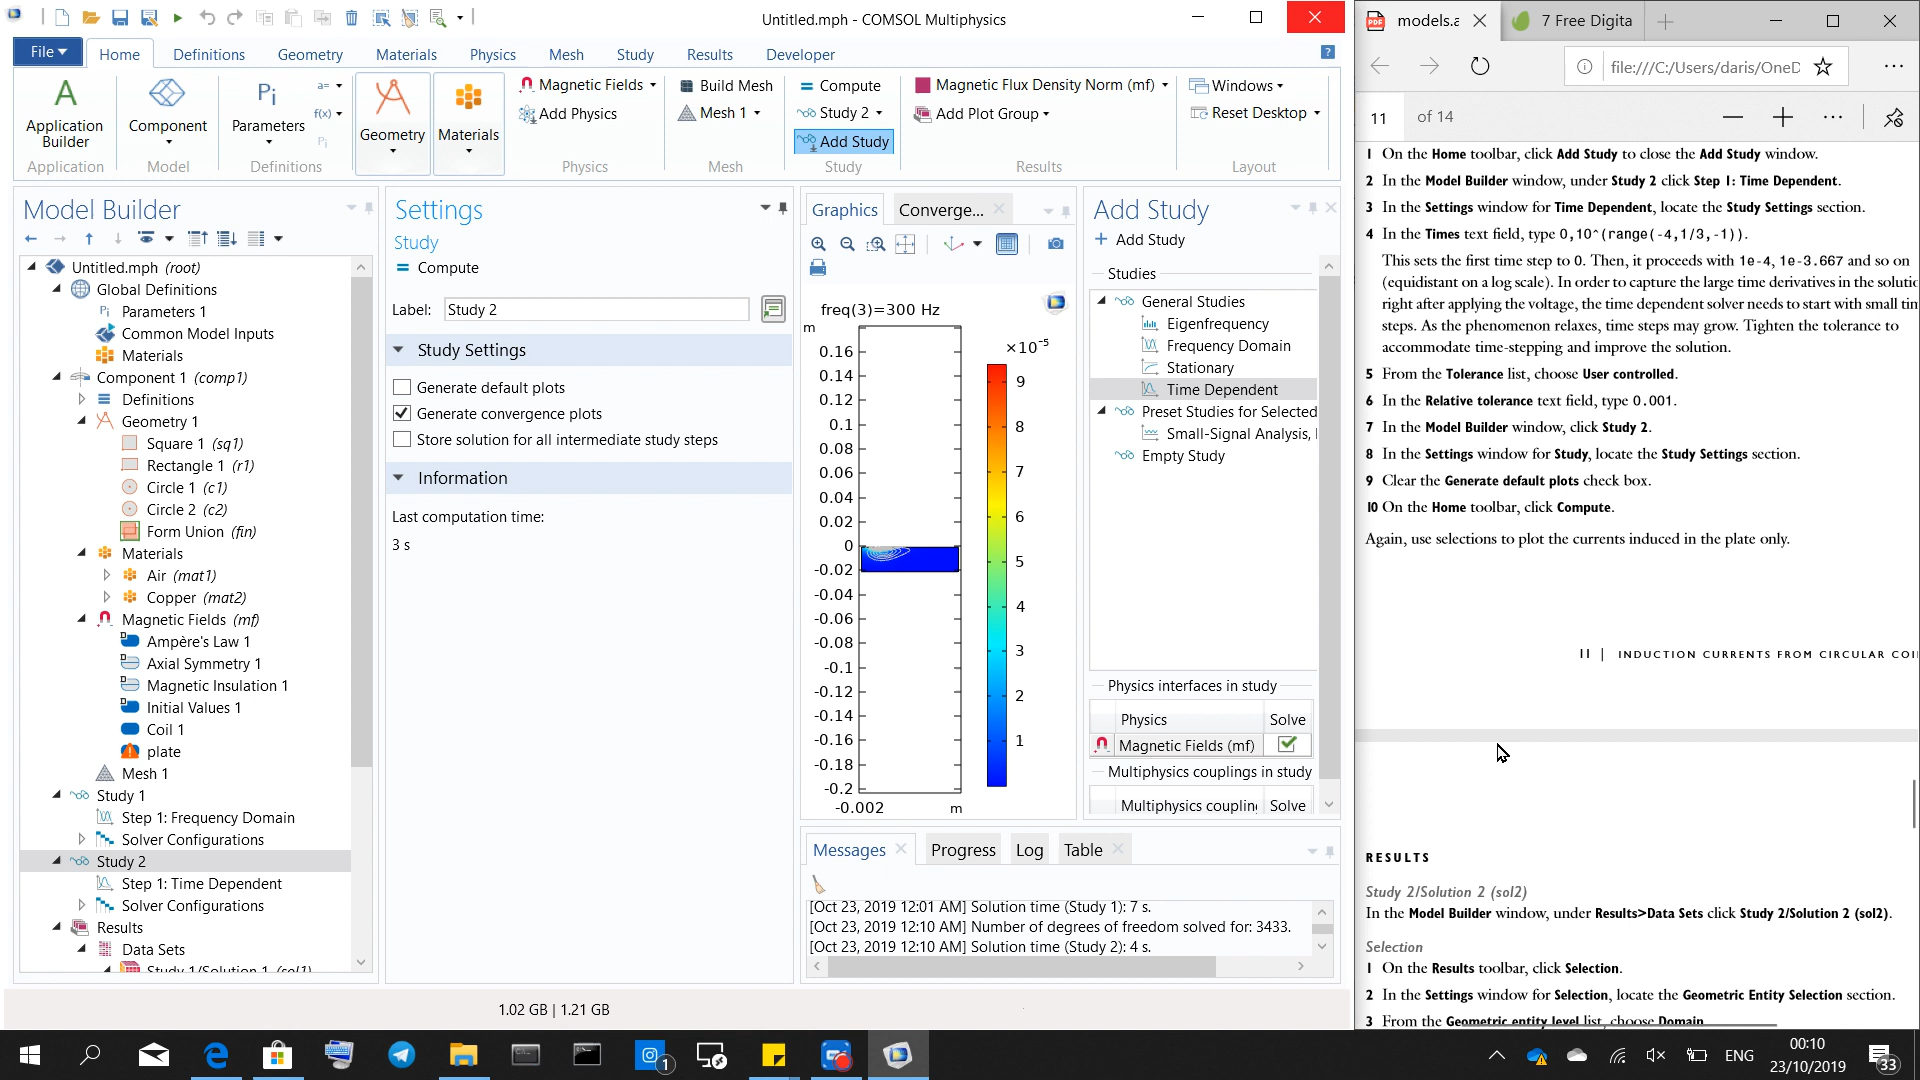 Untitled.mph - COMSOL Multiphysics
File
Home
Definitions
Geometry
Materials
Physics
Mesh
Study
Results
Developer
Application Builder
Application
Component
Model
Pi
Parameters
a=
f(x)
Pi
Definitions
Geometry
Materials
Magnetic Fields
Add Physics
Physics
Build Mesh
Mesh 1
Mesh
Compute
Study 2
Add Study
Study
Magnetic Flux Density Norm (mf)
Add Plot Group
Results
Windows
Reset Desktop
Layout
Model Builder
Untitled.mph (root)
Global Definitions
Pi Parameters 1
Common Model Inputs
Materials
Component 1 (comp1)
Definitions
Geometry 1
Square 1 (sq1)
Rectangle 1 (r1)
Circle 1 (c1)
Circle 2 (c2)
Form Union (fin)
Materials
Air (mat1)
Copper (mat2)
Magnetic Fields (mf)
Ampère's Law 1
Axial Symmetry 1
Magnetic Insulation 1
Initial Values 1
Coil 1
plate
Mesh 1
Study 1
Step 1: Frequency Domain
Solver Configurations
Study 2
Step 1: Time Dependent
Solver Configurations
Results
Data Sets
Study 1/Solution 1 (sol1)
Settings
Study
= Compute
Label: Study 2
Study Settings
Generate default plots
Generate convergence plots
Store solution for all intermediate study steps
Information
Last computation time:
3 s
Graphics
Converge...
freq(3)=300 Hz
m
×10⁻⁵
0.16
0.14
0.12
0.1
0.08
0.06
0.04
0.02
0
-0.02
-0.04
-0.06
-0.08
-0.1
-0.12
-0.14
-0.16
-0.18
-0.2
-0.002
m
9
8
7
6
5
4
3
2
1
Add Study
+ Add Study
Studies
General Studies
Eigenfrequency
Frequency Domain
Stationary
Time Dependent
Preset Studies for Selected
Small-Signal Analysis,
Empty Study
Physics interfaces in study
Physics Solve
Magnetic Fields (mf)
Multiphysics couplings in study
Multiphysics couplin Solve
Messages
Progress
Log
Table
[Oct 23, 2019 12:01 AM] Solution time (Study 1): 7 s.
[Oct 23, 2019 12:10 AM] Number of degrees of freedom solved for: 3433.
[Oct 23, 2019 12:10 AM] Solution time (Study 2): 4 s.
1.02 GB | 1.21 GB
PDF
models.a
7 Free Digita
file:///C:/Users/daris/OneD
11 of 14
1 On the Home toolbar, click Add Study to close the Add Study window.
2 In the Model Builder window, under Study 2 click Step 1: Time Dependent.
3 In the Settings window for Time Dependent, locate the Study Settings section.
4 In the Times text field, type 0,10^(range(-4,1/3,-1)).
This sets the first time step to 0. Then, it proceeds with 1e-4, 1e-3.667 and so on
(equidistant on a log scale). In order to capture the large time derivatives in the solutio
right after applying the voltage, the time dependent solver needs to start with small tim
steps. As the phenomenon relaxes, time steps may grow. Tighten the tolerance to
accommodate time-stepping and improve the solution.
5 From the Tolerance list, choose User controlled.
6 In the Relative tolerance text field, type 0.001.
7 In the Model Builder window, click Study 2.
8 In the Settings window for Study, locate the Study Settings section.
9 Clear the Generate default plots check box.
10 On the Home toolbar, click Compute.
Again, use selections to plot the currents induced in the plate only.
11 | INDUCTION CURRENTS FROM CIRCULAR COI
RESULTS
Study 2/Solution 2 (sol2)
In the Model Builder window, under Results>Data Sets click Study 2/Solution 2 (sol2).
Selection
1 On the Results toolbar, click Selection.
2 In the Settings window for Selection, locate the Geometric Entity Selection section.
3 From the Geometric entity level list, choose Domain
1
ENG
00:10
23/10/2019
33